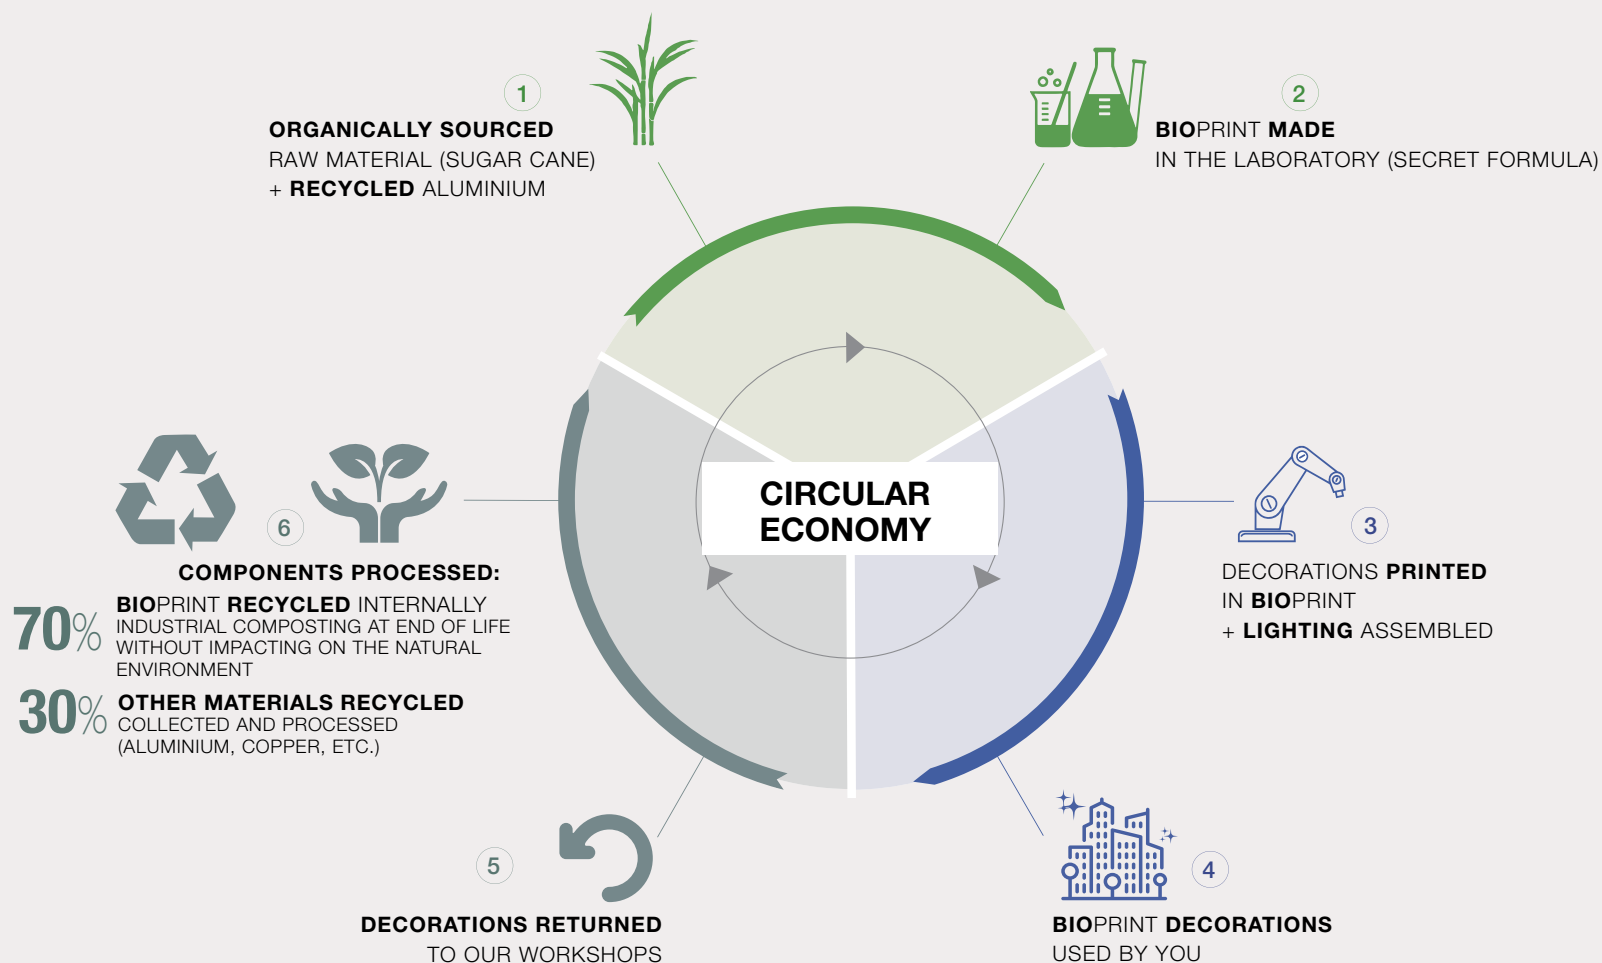 1
ORGANICALLY SOURCED
RAW MATERIAL (SUGAR CANE)
+ RECYCLED ALUMINIUM
2
BIOPRINT MADE
IN THE LABORATORY (SECRET FORMULA)
CIRCULAR
ECONOMY
3
DECORATIONS PRINTED
IN BIOPRINT
+ LIGHTING ASSEMBLED
4
BIOPRINT DECORATIONS
USED BY YOU
5
DECORATIONS RETURNED
TO OUR WORKSHOPS
6
COMPONENTS PROCESSED:
70%
BIOPRINT RECYCLED INTERNALLY
INDUSTRIAL COMPOSTING AT END OF LIFE
WITHOUT IMPACTING ON THE NATURAL
ENVIRONMENT
30%
OTHER MATERIALS RECYCLED
COLLECTED AND PROCESSED
(ALUMINIUM, COPPER, ETC.)